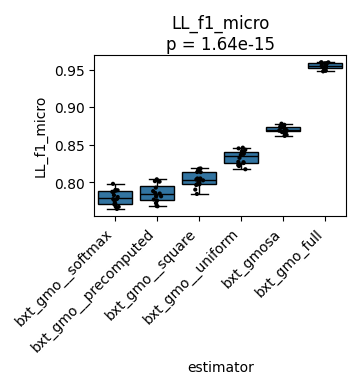 LL_f1_micro
p = 1.64e-15
LL_f1_micro
0.95
0.90
0.85
0.80
bxt_gmo__softmax
bxt_gmo__precomputed
bxt_gmo__square
bxt_gmo__uniform
bxt_gmosa
bxt_gmo_full
estimator